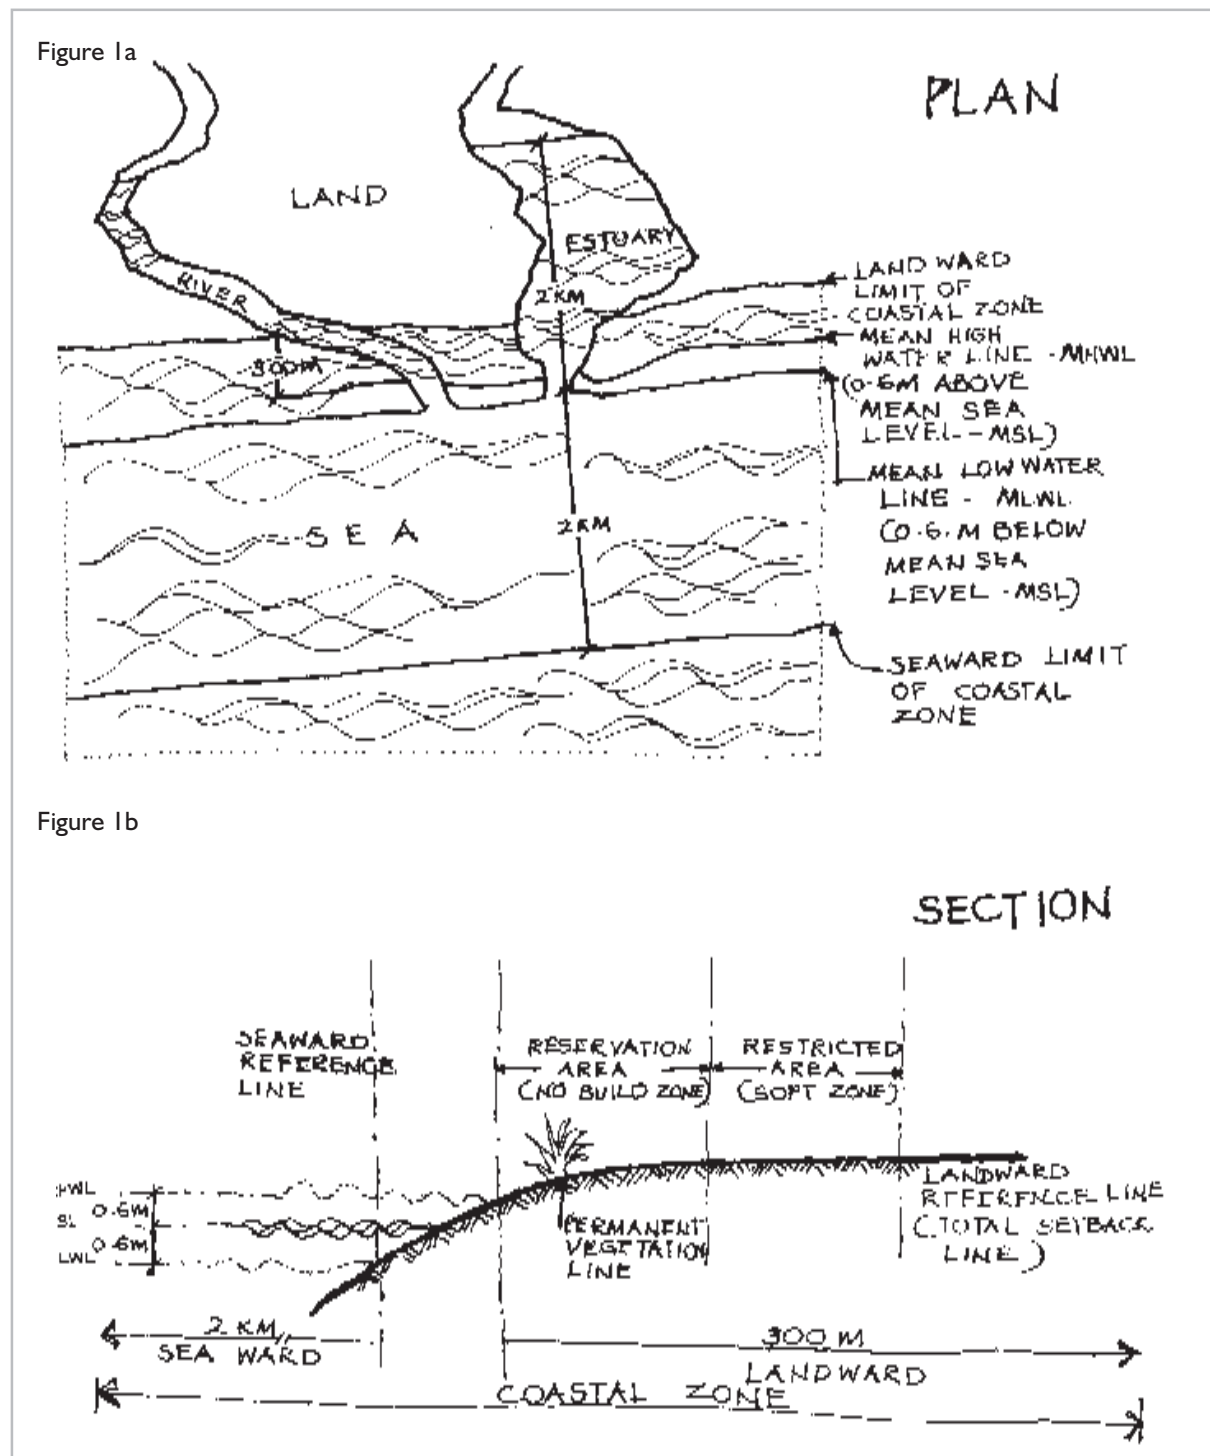 Figure 1a
PLAN
LAND
ESTUARY
RIVER
2KM
300M
LAND WARD
LIMIT OF
COASTAL ZONE
MEAN HIGH
WATER LINE - MHWL
(0.6M ABOVE
MEAN SEA
LEVEL - MSL)
MEAN LOW WATER
LINE - MLWL
(0.6.M BELOW
MEAN SEA
LEVEL - MSL)
SEA
2KM
SEAWARD LIMIT
OF COASTAL
ZONE
Figure 1b
SECTION
SEAWARD
REFERENCE
LINE
RESERVATION
AREA
(NO BUILD ZONE)
RESTRICTED
AREA
(SOFT ZONE)
HWL
0.6M
SL
0.6M
LWL
PERMANENT
VEGETATION
LINE
LANDWARD
REFERENCE LINE
(TOTAL SETBACK
LINE)
2 KM
SEA WARD
300 M
LANDWARD
COASTAL ZONE